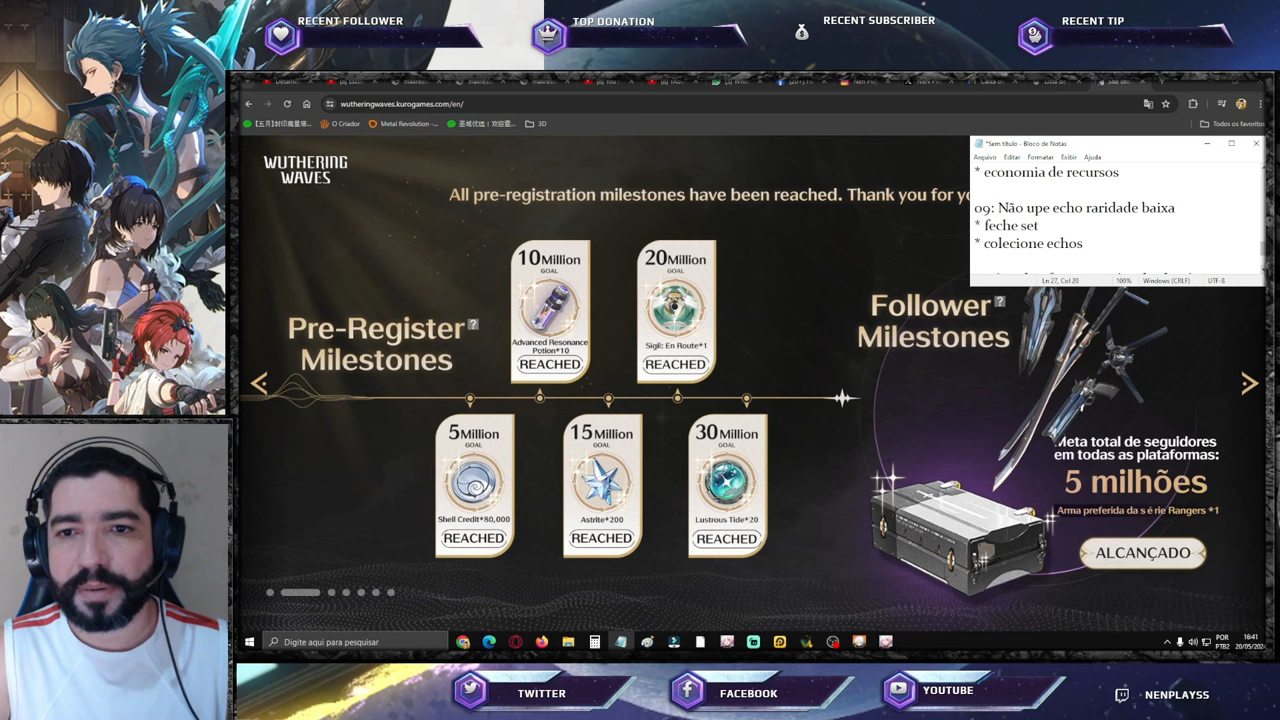 RECENT FOLLOWER
TOP DONATION
RECENT SUBSCRIBER
RECENT TIP
wutheringwaves.kurogames.com/en/
O Criador
Metal Revolution -...
3D
Todos os favoritos
*Sem título - Bloco de Notas
Arquivo Editar Formatar Exibir Ajuda
* economia de recursos
09: Não upe echo raridade baixa
* feche set
* colecione echos
Ln 27, Col 20 100% Windows (CRLF) UTF-8
WUTHERING
WAVES
All pre-registration milestones have been reached. Thank you for
Pre-Register ?
Milestones
10Million
GOAL
Advanced Resonance
Potion*10
REACHED
20Million
GOAL
Sigil: En Route*1
REACHED
5Million
GOAL
Shell Credit*80,000
REACHED
15Million
GOAL
Astrite*200
REACHED
30Million
GOAL
Lustrous Tide*20
REACHED
Follower ?
Milestones
Meta total de seguidores
em todas as plataformas:
5 milhões
Arma preferida da s é rie Rangers *1
ALCANÇADO
Digite aqui para pesquisar
POR
PTB2
16:41
TWITTER
FACEBOOK
YOUTUBE
NENPLAYSS